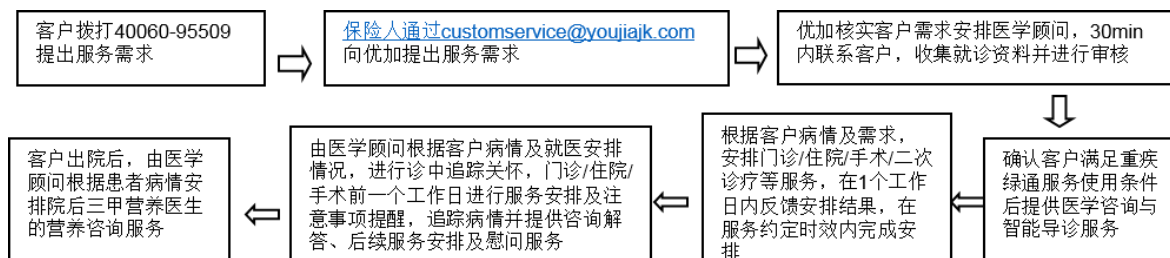 客户拨打40060-95509
提出服务需求
保险人通过customservice@youjiajk.com
向优加提出服务需求
优加核实客户需求安排医学顾问，30min
内联系客户，收集就诊资料并进行审核
确认客户满足重疾
绿通服务使用条件
后提供医学咨询与
智能导诊服务
根据客户病情及需求，
安排门诊/住院/手术/二次
诊疗等服务，在1个工作
日内反馈安排结果，在
服务约定时效内完成安
排
由医学顾问根据客户病情及就医安排
情况，进行诊中追踪关怀，门诊/住院/
手术前一个工作日进行服务安排及注
意事项提醒，追踪病情并提供咨询解
答、后续服务安排及慰问服务
客户出院后，由医学
顾问根据患者病情安
排院后三甲营养医生
的营养咨询服务